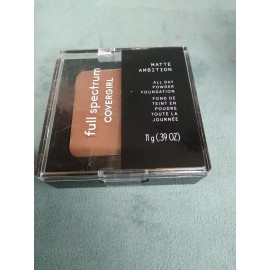 full spectrum
COVERGIRL
MATTE
AMBITION
ALL DAY
POWDER
FOUNDATION
FOND DE
TEINT EN
POUDRE
TOUTE LA
JOURNÉE
11 g (.39 OZ)